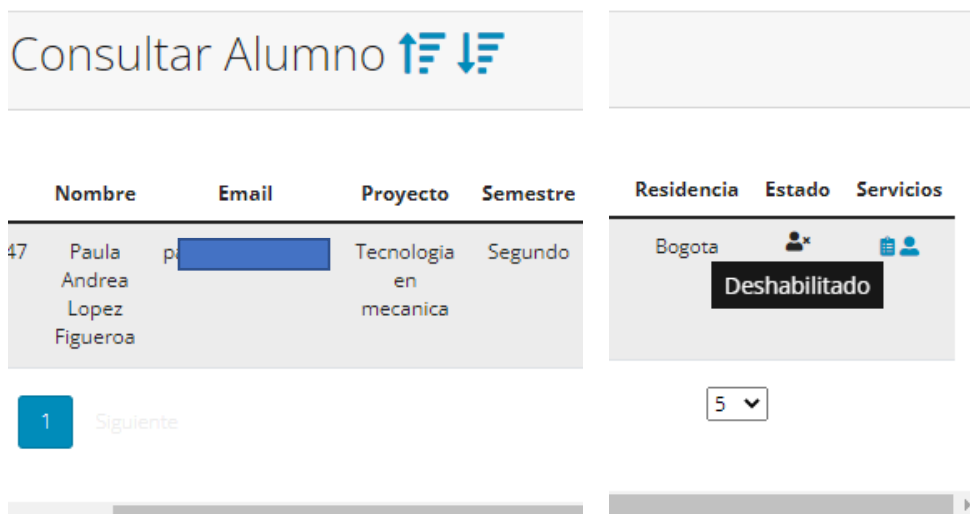 Consultar Alumno
Nombre Email Proyecto Semestre Residencia Estado Servicios
47 Paula pa Tecnologia Segundo Bogota
Andrea en Deshabilitado
Lopez mecanica
Figueroa
1 Siguiente 5